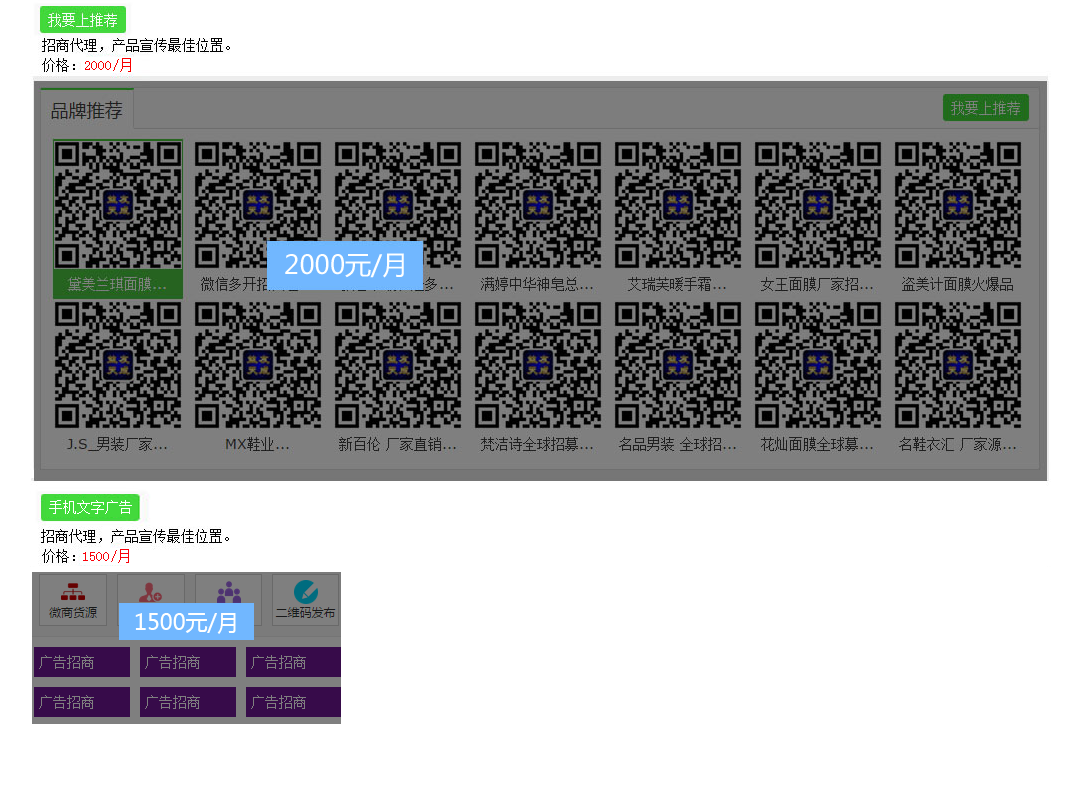 我要上推荐
招商代理，产品宣传最佳位置。
价格：2000/月
品牌推荐
我要上推荐
黛美兰琪面膜...
微信多开招
多...
满婷中华神皂总...
艾瑞芙暖手霜...
女王面膜厂家招...
盗美计面膜火爆品
2000元/月
J.S_男装厂家...
MX鞋业...
新百伦 厂家直销...
梵洁诗全球招募...
名品男装 全球招...
花灿面膜全球募...
名鞋衣汇 厂家源...
手机文字广告
招商代理，产品宣传最佳位置。
价格：1500/月
微商货源
二维码发布
1500元/月
广告招商 广告招商 广告招商
广告招商 广告招商 广告招商